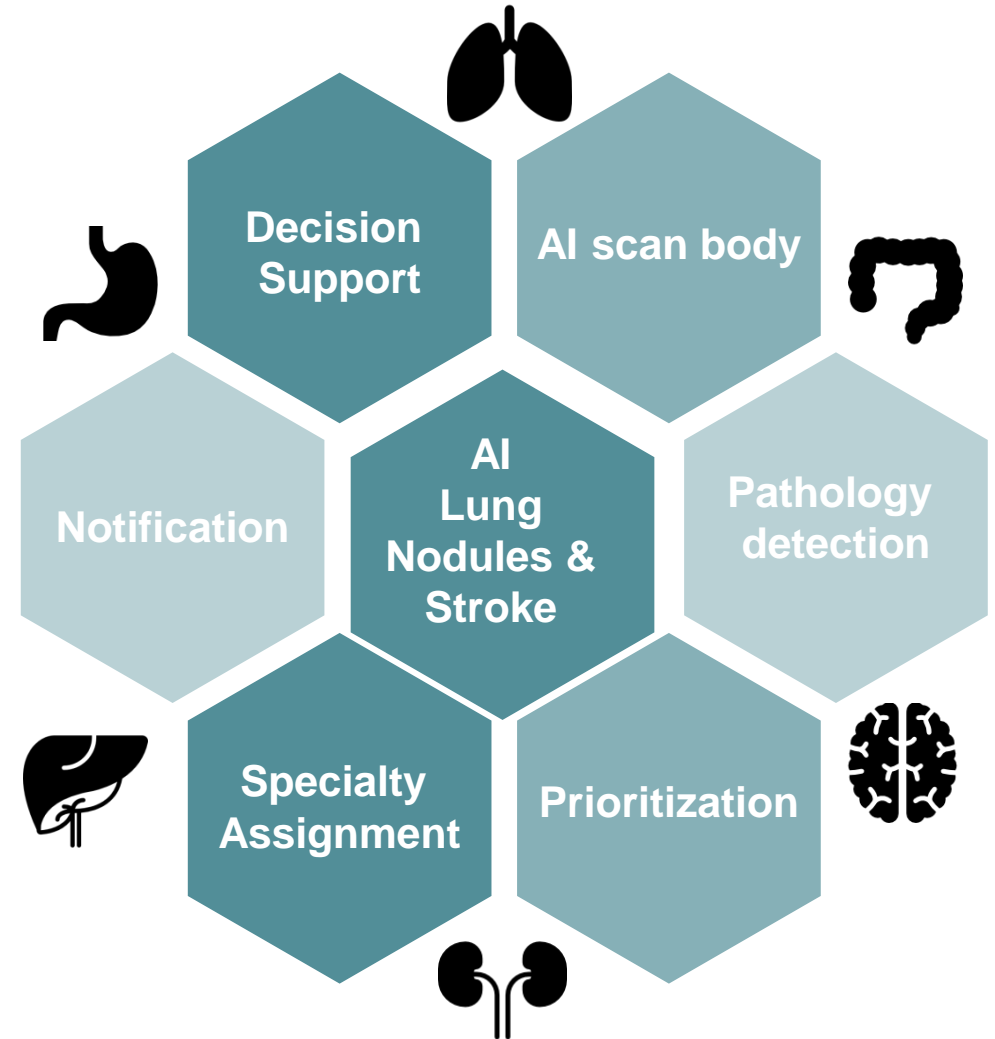 Decision
Support
AI scan body
Notification
AI
Lung
Nodules &
Stroke
Pathology
detection
Specialty
Assignment
Prioritization